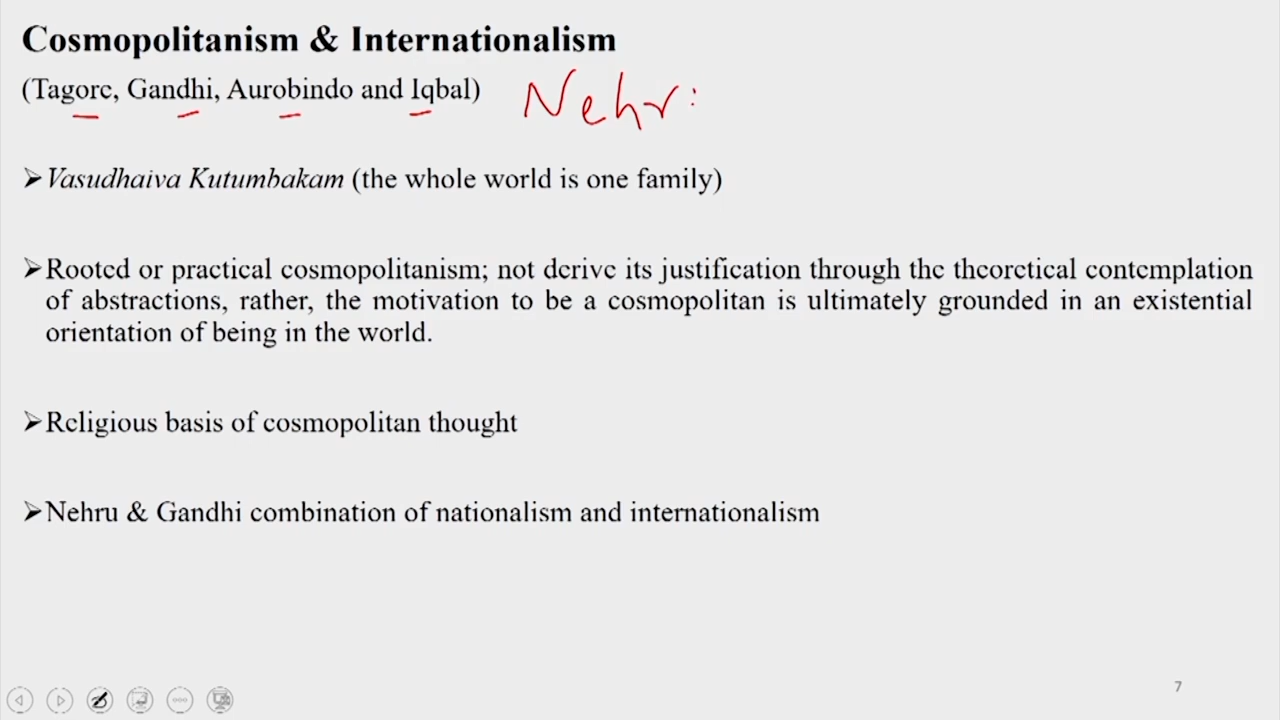 Cosmopolitanism & Internationalism
(Tagore, Gandhi, Aurobindo and Iqbal) Nehr
➢Vasudhaiva Kutumbakam (the whole world is one family)
➢Rooted or practical cosmopolitanism; not derive its justification through the theoretical contemplation
of abstractions, rather, the motivation to be a cosmopolitan is ultimately grounded in an existential
orientation of being in the world.
➢Religious basis of cosmopolitan thought
➢Nehru & Gandhi combination of nationalism and internationalism
7